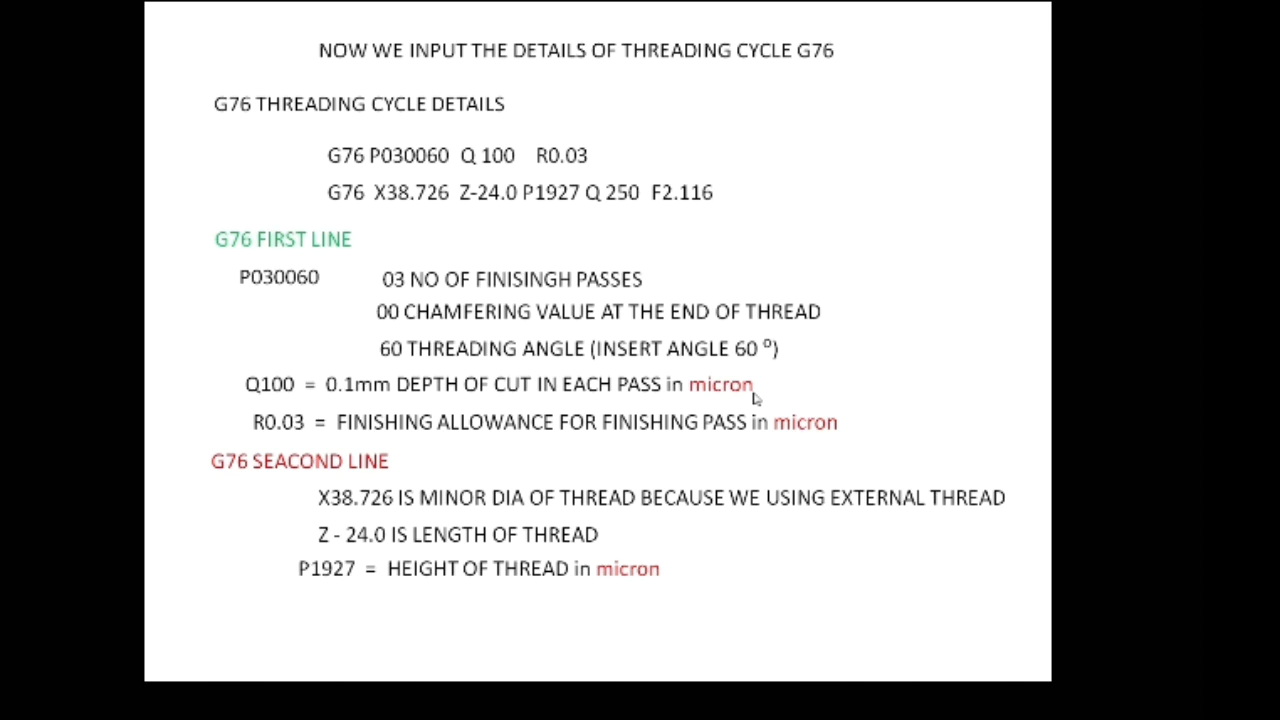 NOW WE INPUT THE DETAILS OF THREADING CYCLE G76
G76 THREADING CYCLE DETAILS
G76 P030060 Q 100 R0.03
G76 X38.726 Z-24.0 P1927 Q 250 F2.116
G76 FIRST LINE
P030060 03 NO OF FINISINGH PASSES
00 CHAMFERING VALUE AT THE END OF THREAD
60 THREADING ANGLE (INSERT ANGLE 60 ⁰)
Q100 = 0.1mm DEPTH OF CUT IN EACH PASS in micron
R0.03 = FINISHING ALLOWANCE FOR FINISHING PASS in micron
G76 SEACOND LINE
X38.726 IS MINOR DIA OF THREAD BECAUSE WE USING EXTERNAL THREAD
Z - 24.0 IS LENGTH OF THREAD
P1927 = HEIGHT OF THREAD in micron